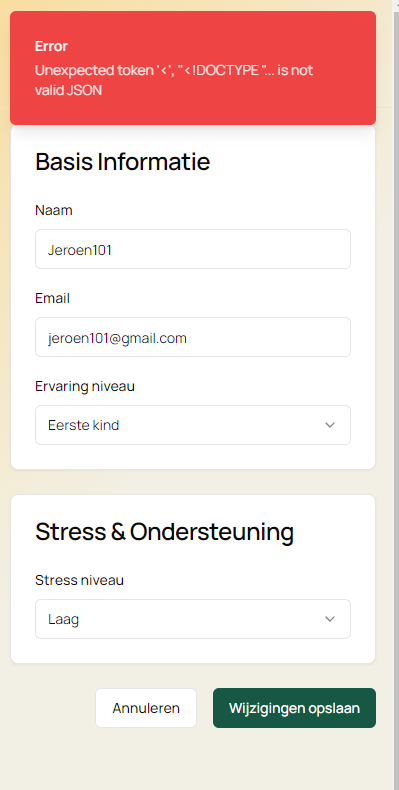 Error
Unexpected token '<', "<!DOCTYPE "... is not
valid JSON
Basis Informatie
Naam
Jeroen101
Email
jeroen101@gmail.com
Ervaring niveau
Eerste kind
Stress & Ondersteuning
Stress niveau
Laag
Annuleren
Wijzigingen opslaan